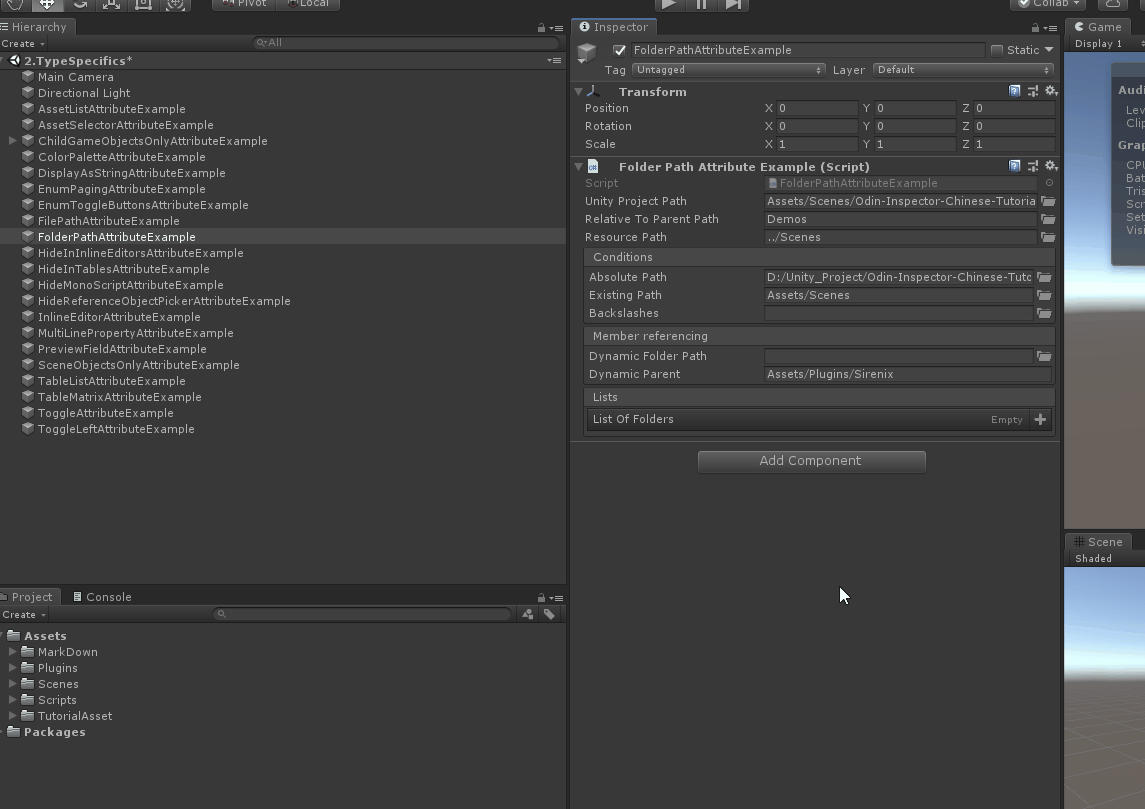 Pivot
Local
Collab
Hierarchy
Create
All
2.TypeSpecifics*
Main Camera
Directional Light
AssetListAttributeExample
AssetSelectorAttributeExample
ChildGameObjectsOnlyAttributeExample
ColorPaletteAttributeExample
DisplayAsStringAttributeExample
EnumPagingAttributeExample
EnumToggleButtonsAttributeExample
FilePathAttributeExample
FolderPathAttributeExample
HideInInlineEditorsAttributeExample
HideInTablesAttributeExample
HideMonoScriptAttributeExample
HideReferenceObjectPickerAttributeExample
InlineEditorAttributeExample
MultiLinePropertyAttributeExample
PreviewFieldAttributeExample
SceneObjectsOnlyAttributeExample
TableListAttributeExample
TableMatrixAttributeExample
ToggleAttributeExample
ToggleLeftAttributeExample
Project
Console
Create
Assets
MarkDown
Plugins
Scenes
Scripts
TutorialAsset
Packages
Inspector
FolderPathAttributeExample
Static
Tag Untagged Layer Default
Transform
Position X 0 Y 0 Z 0
Rotation X 0 Y 0 Z 0
Scale X 1 Y 1 Z 1
Folder Path Attribute Example (Script)
Script FolderPathAttributeExample
Unity Project Path Assets/Scenes/Odin-Inspector-Chinese-Tutoria
Relative To Parent Path Demos
Resource Path ../Scenes
Conditions
Absolute Path D:/Unity_Project/Odin-Inspector-Chinese-Tutc
Existing Path Assets/Scenes
Backslashes
Member referencing
Dynamic Folder Path
Dynamic Parent Assets/Plugins/Sirenix
Lists
List Of Folders Empty
Add Component
Game
Display 1
Audi
Lev
Clip
Grap
CPU
Bat
Tris
Scr
Set
Visi
Scene
Shaded